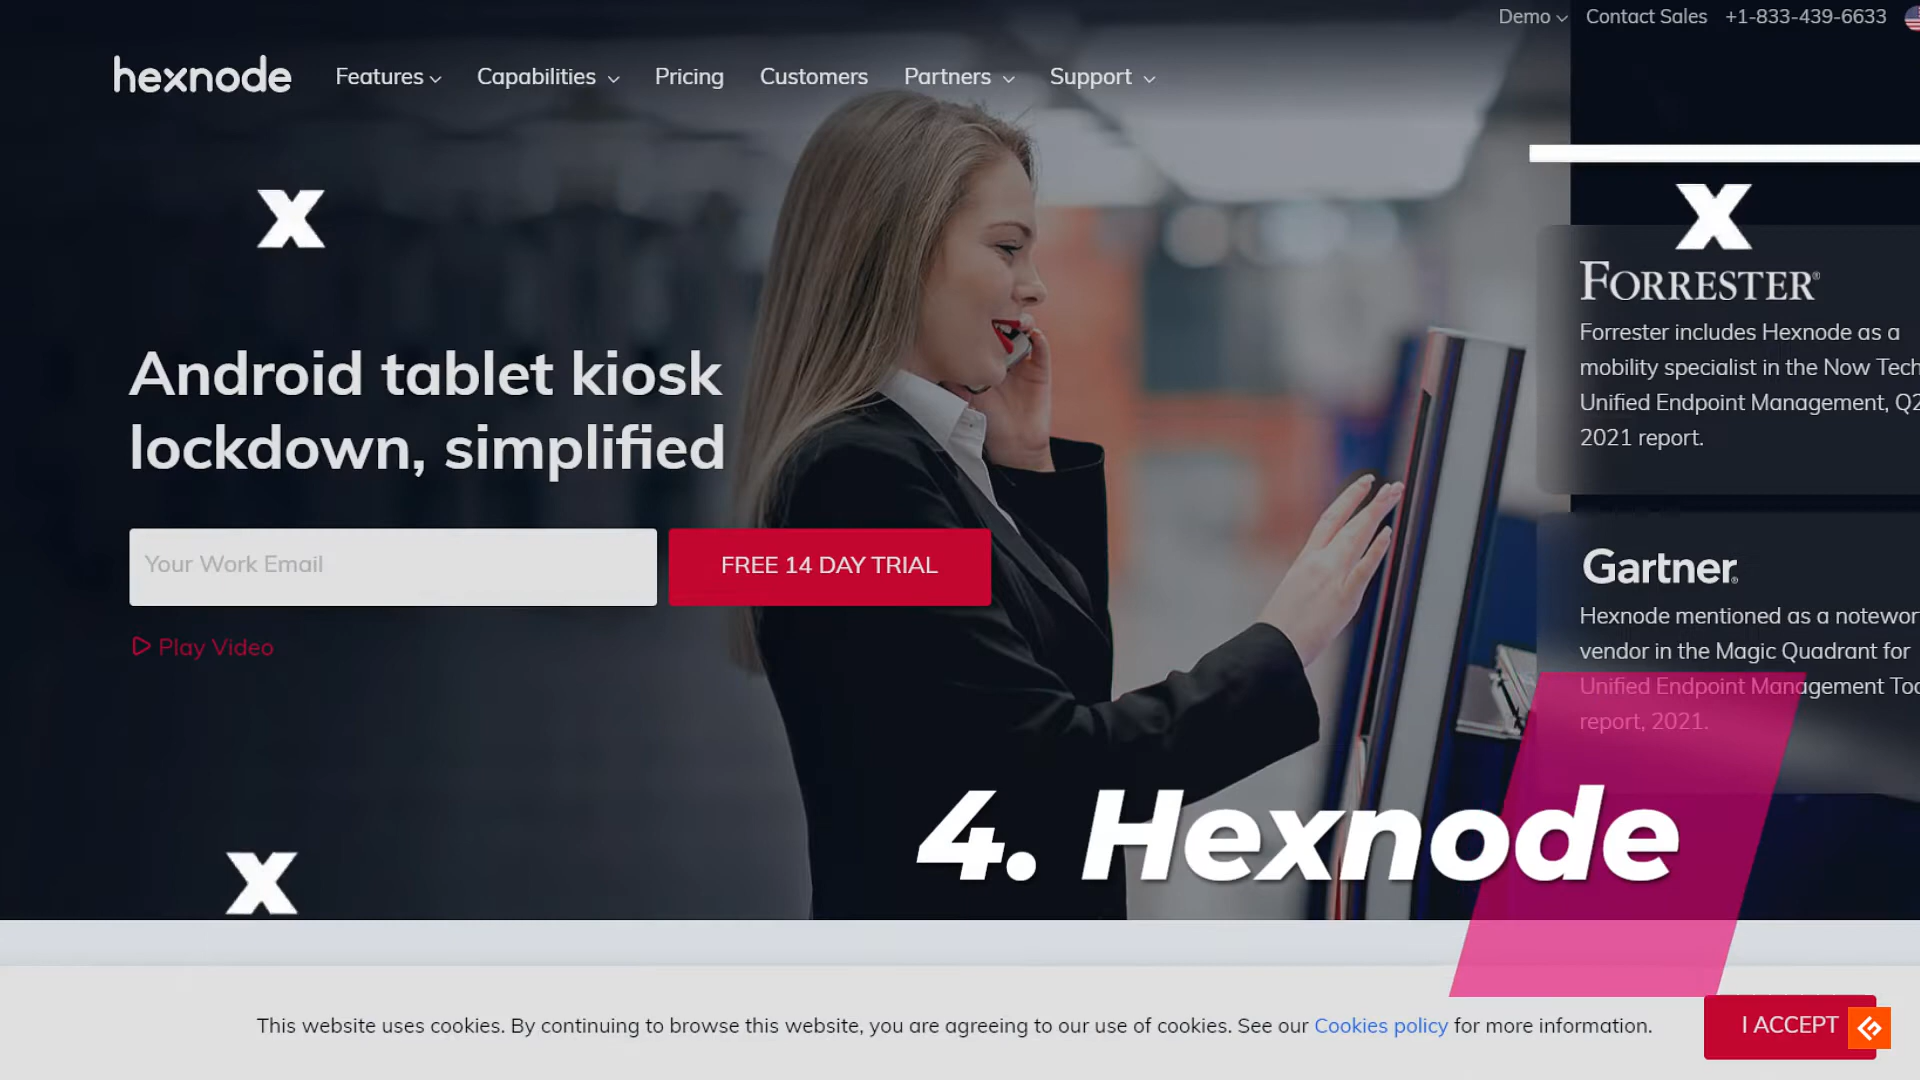 Demo Contact Sales +1-833-439-6633
hexnode Features Capabilities Pricing Customers Partners Support
X
X
Android tablet kiosk
lockdown, simplified
Your Work Email
FREE 14 DAY TRIAL
Play Video
FORRESTER®
Forrester includes Hexnode as a
mobility specialist in the Now Tech
Unified Endpoint Management, Q2
2021 report.
Gartner®
Hexnode mentioned as a notewor
vendor in the Magic Quadrant for
Unified Endpoint Management Too
report, 2021.
4. Hexnode
X
This website uses cookies. By continuing to browse this website, you are agreeing to our use of cookies. See our Cookies policy for more information.
I ACCEPT